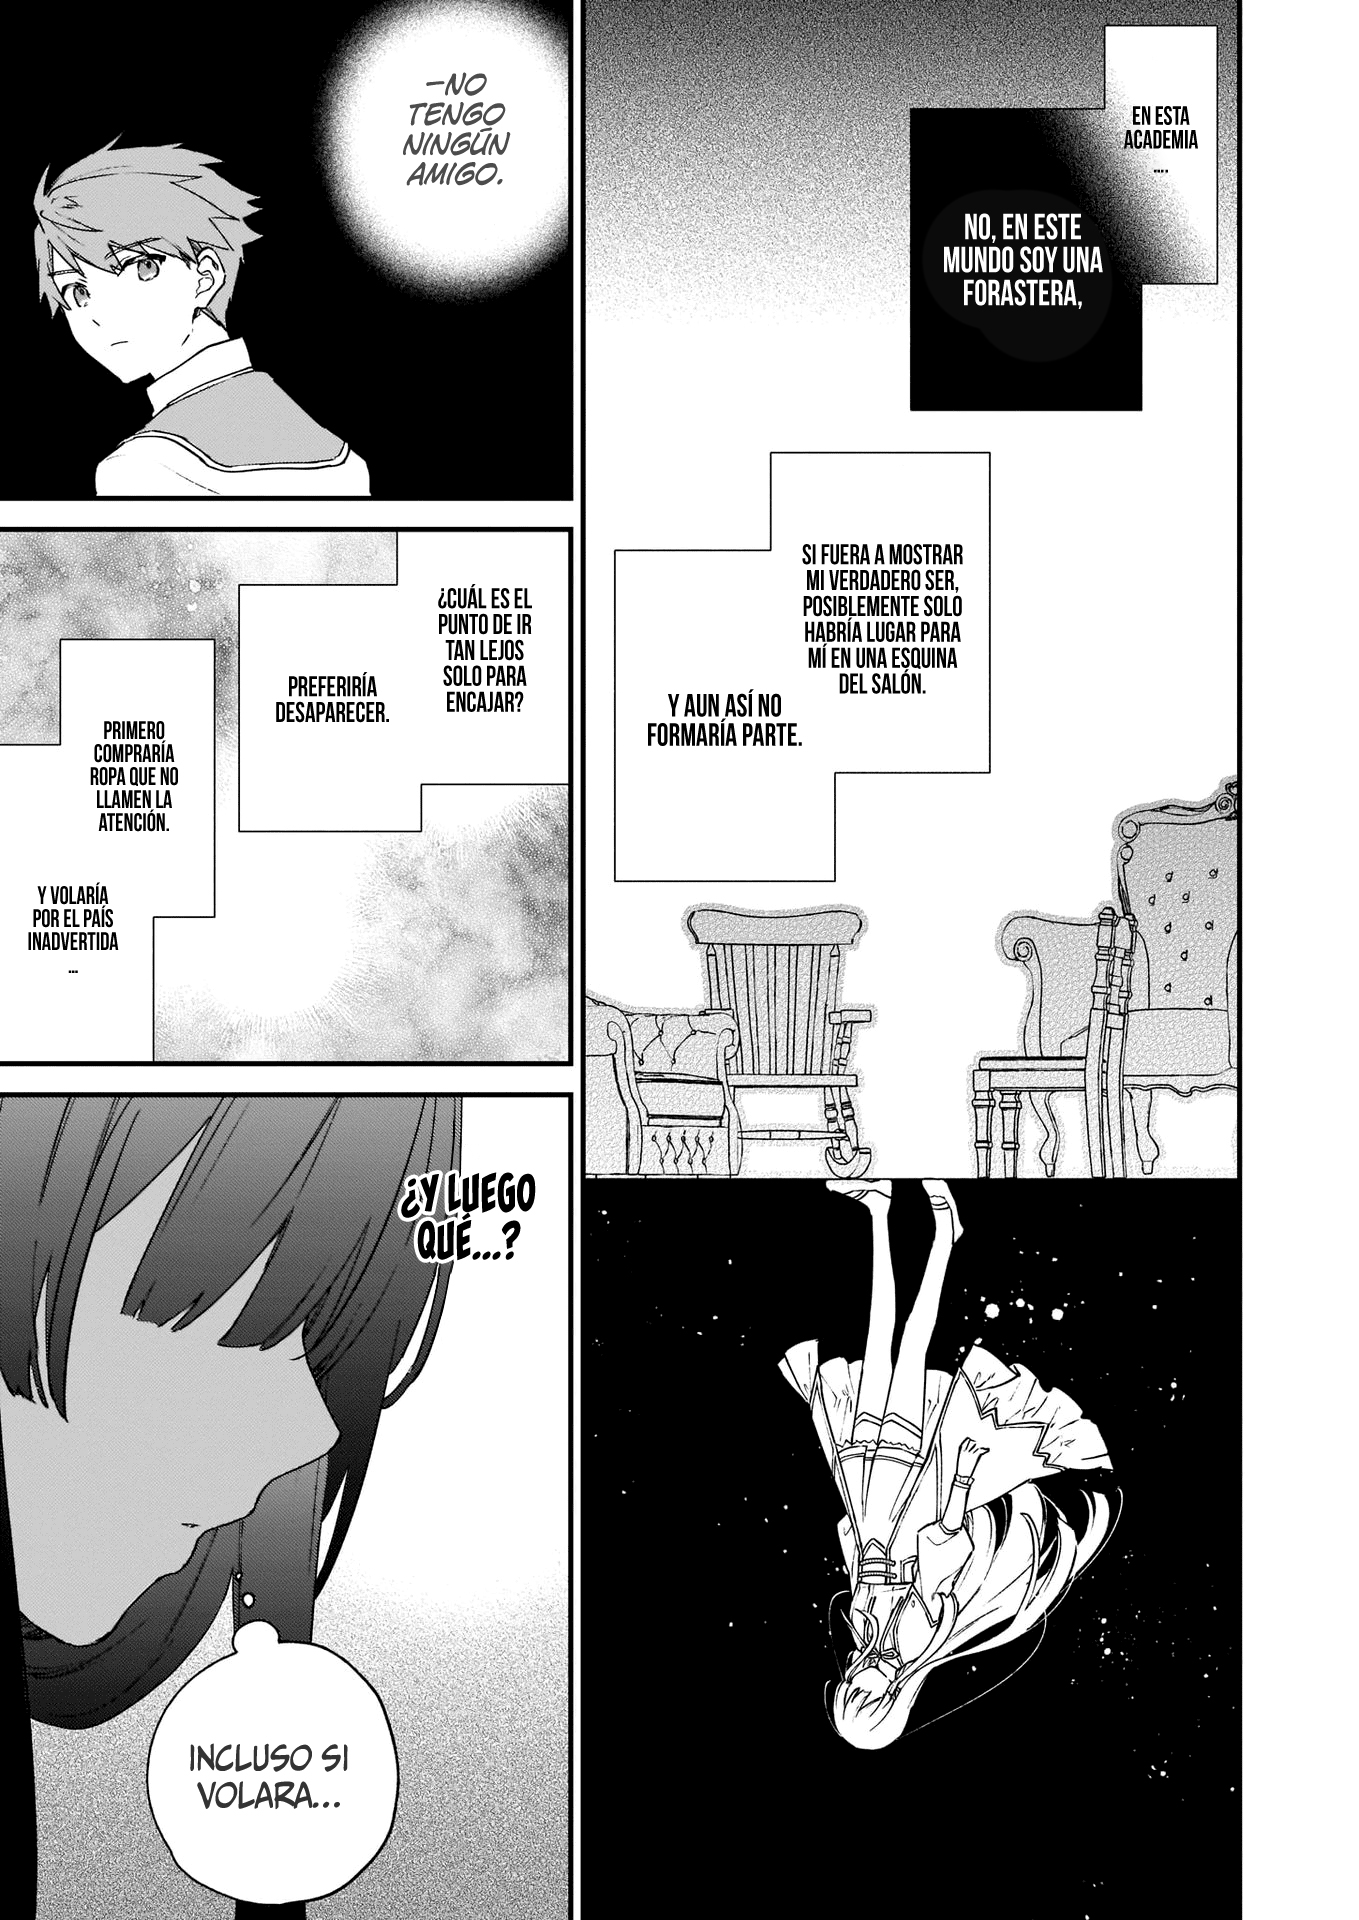 EN ESTA
ACADEMIA
....
NO, EN ESTE
MUNDO SOY UNA
FORASTERA,
SI FUERA A MOSTRAR
MI VERDADERO SER,
POSIBLEMENTE SOLO
HABRÍA LUGAR PARA
MÍ EN UNA ESQUINA
DEL SALÓN.
Y AUN ASÍ NO
FORMARÍA PARTE.
—NO
TENGO
NINGÚN
AMIGO.
¿CUÁL ES EL
PUNTO DE IR
TAN LEJOS
SOLO PARA
ENCAJAR?
PREFERIRÍA
DESAPARECER.
PRIMERO
COMPRARÍA
ROPA QUE NO
LLAMEN LA
ATENCIÓN.
Y VOLARÍA
POR EL PAÍS
INADVERTIDA
...
¿Y LUEGO
QUÉ...?
INCLUSO SI
VOLARA...